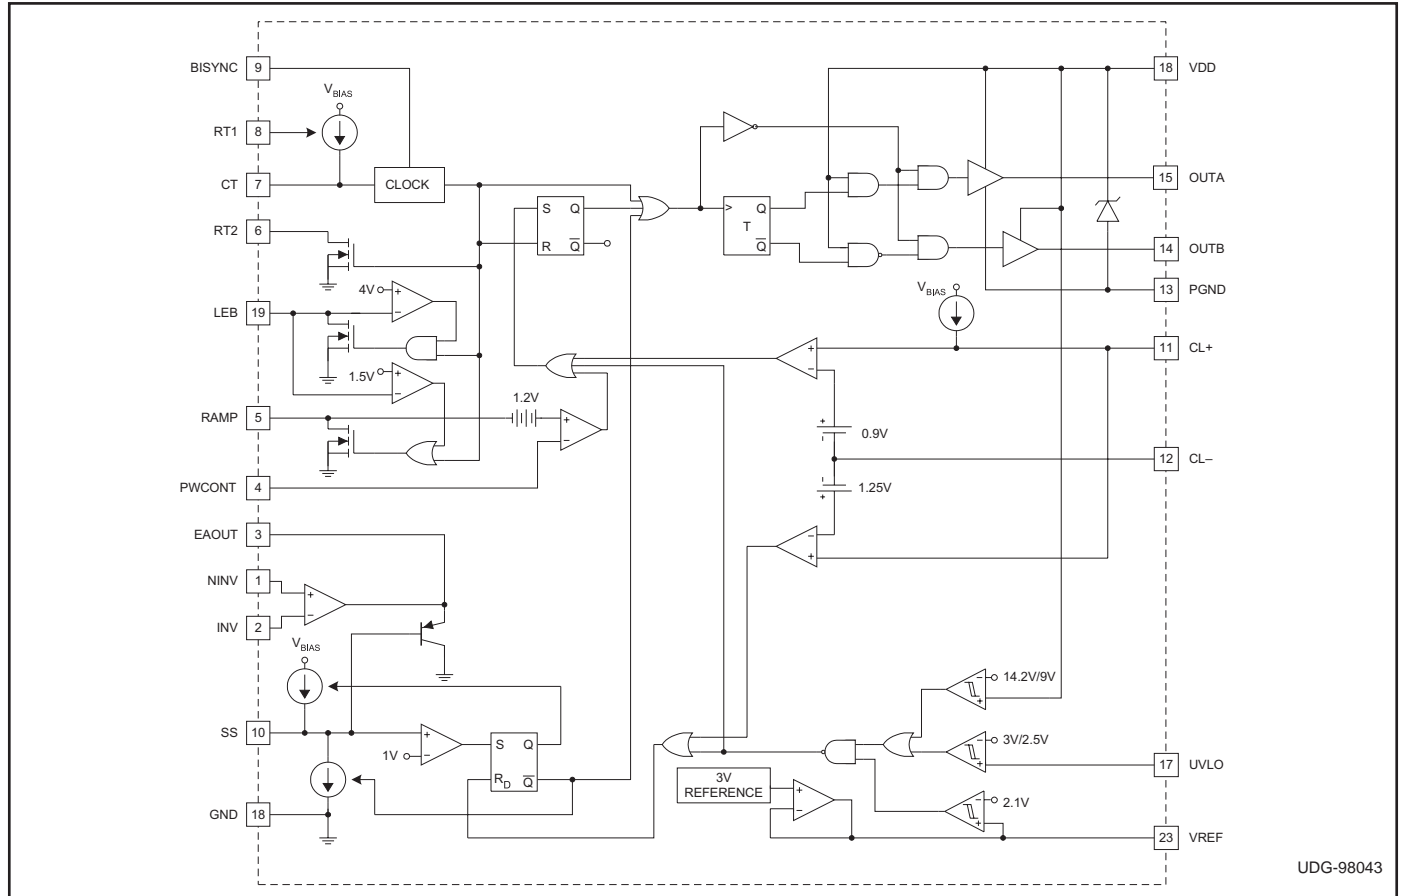 BISYNC 9
V_BIAS
RT1 8
CT 7
CLOCK
RT2 6
4V + −
LEB 19
1.5V + −
RAMP 5
1.2V
+ −
PWCONT 4
EAOUT 3
NINV 1
+ −
INV 2
V_BIAS
SS 10
1V + −
S Q
R_D Q̅
GND 18
S Q
R Q̅
> Q
T
Q̅
18 VDD
15 OUTA
14 OUTB
13 PGND
V_BIAS
11 CL+
+ −
+ −
0.9V
12 CL–
− +
1.25V
− +
− 14.2V/9V
+
− 3V/2.5V
+
17 UVLO
3V
REFERENCE
+ −
− 2.1V
+
23 VREF
UDG-98043